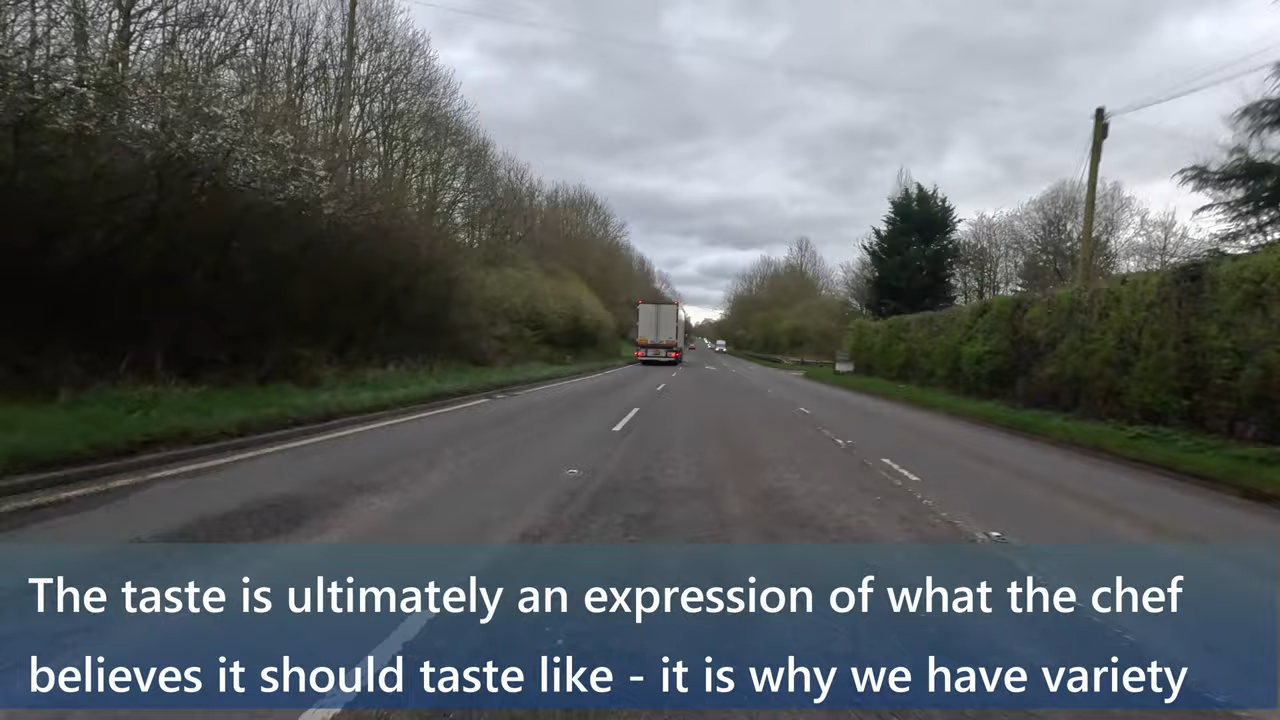 The taste is ultimately an expression of what the chef
believes it should taste like - it is why we have variety